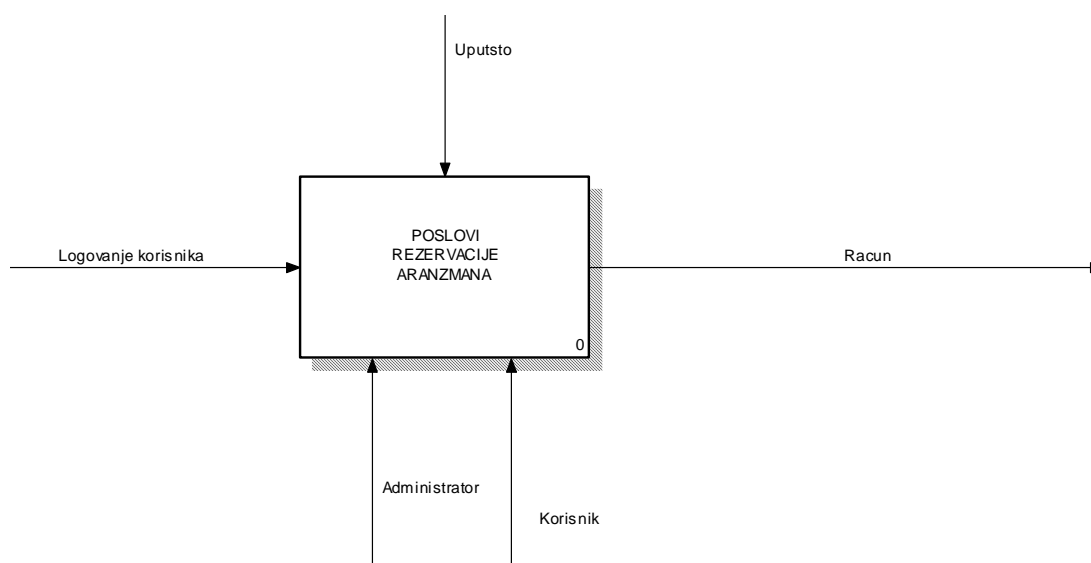 Uputsto
POSLOVI
REZERVACIJE
ARANZMANA
Logovanje korisnika
Racun
0
Administrator
Korisnik